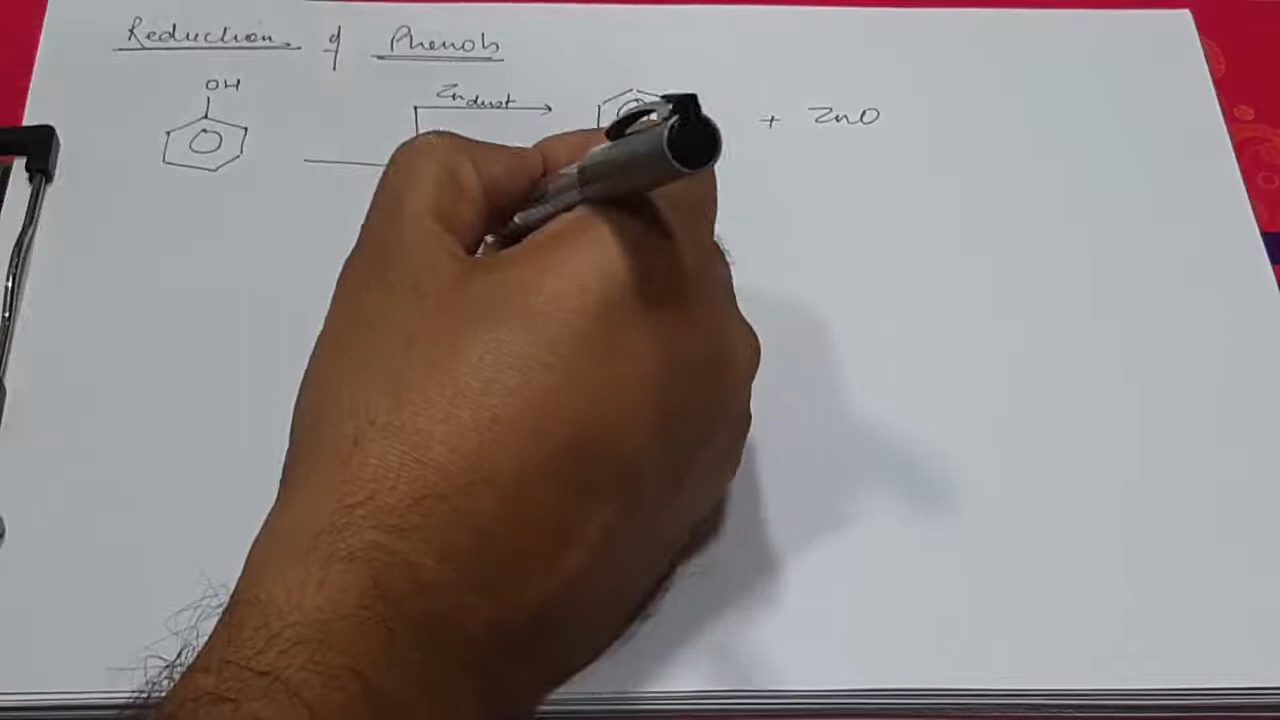 Reduction of Phenols
OH
Zn dust
+ ZnO